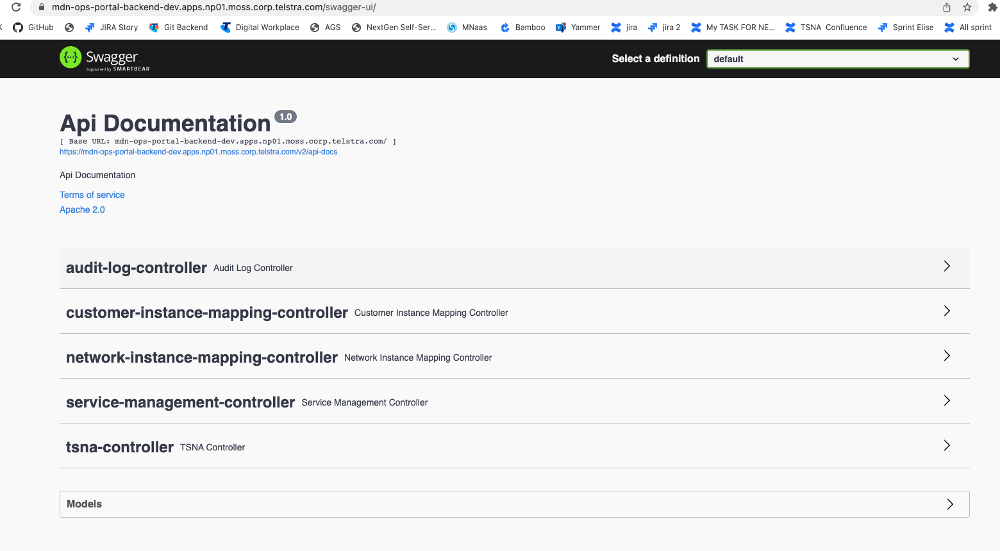 mdn-ops-portal-backend-dev.apps.np01.moss.corp.telstra.com/swagger-ui/
GitHub JIRA Story Git Backend Digital Workplace AGS NextGen Self-Ser... MNaas Bamboo Yammer jira jira 2 My TASK FOR NE... TSNA Confluence Sprint Elise All sprint
Swagger
Supported by SMARTBEAR
Select a definition default
Api Documentation 1.0
[ Base URL: mdn-ops-portal-backend-dev.apps.np01.moss.corp.telstra.com/ ]
https://mdn-ops-portal-backend-dev.apps.np01.moss.corp.telstra.com/v2/api-docs
Api Documentation
Terms of service
Apache 2.0
audit-log-controller Audit Log Controller
customer-instance-mapping-controller Customer Instance Mapping Controller
network-instance-mapping-controller Network Instance Mapping Controller
service-management-controller Service Management Controller
tsna-controller TSNA Controller
Models